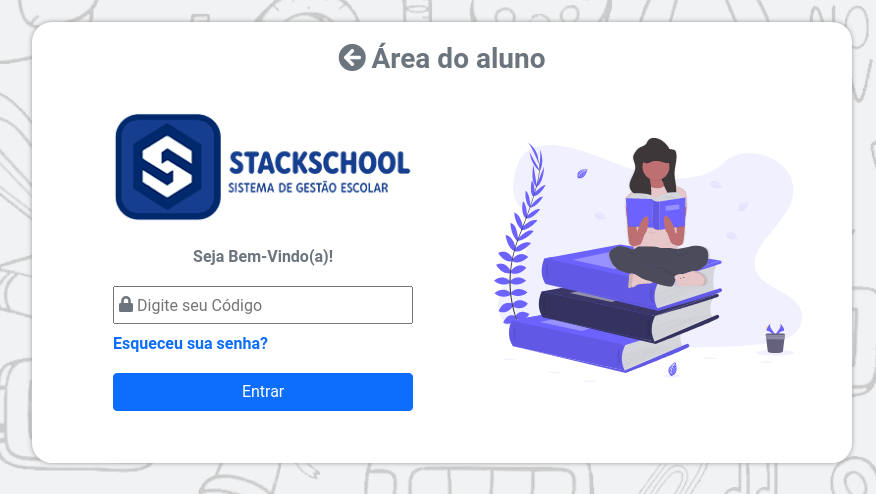 Área do aluno
STACKSCHOOL
SISTEMA DE GESTÃO ESCOLAR
Seja Bem-Vindo(a)!
Digite seu Código
Esqueceu sua senha?
Entrar